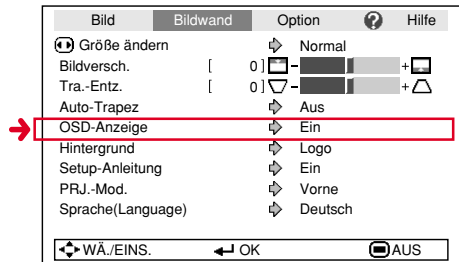 Bild Bildwand Option ? Hilfe
Größe ändern Normal
Bildversch. [ 0] - +
Tra.-Entz. [ 0] - +
Auto-Trapez Aus
OSD-Anzeige Ein
Hintergrund Logo
Setup-Anleitung Ein
PRJ.-Mod. Vorne
Sprache(Language) Deutsch
WÄ./EINS. OK AUS